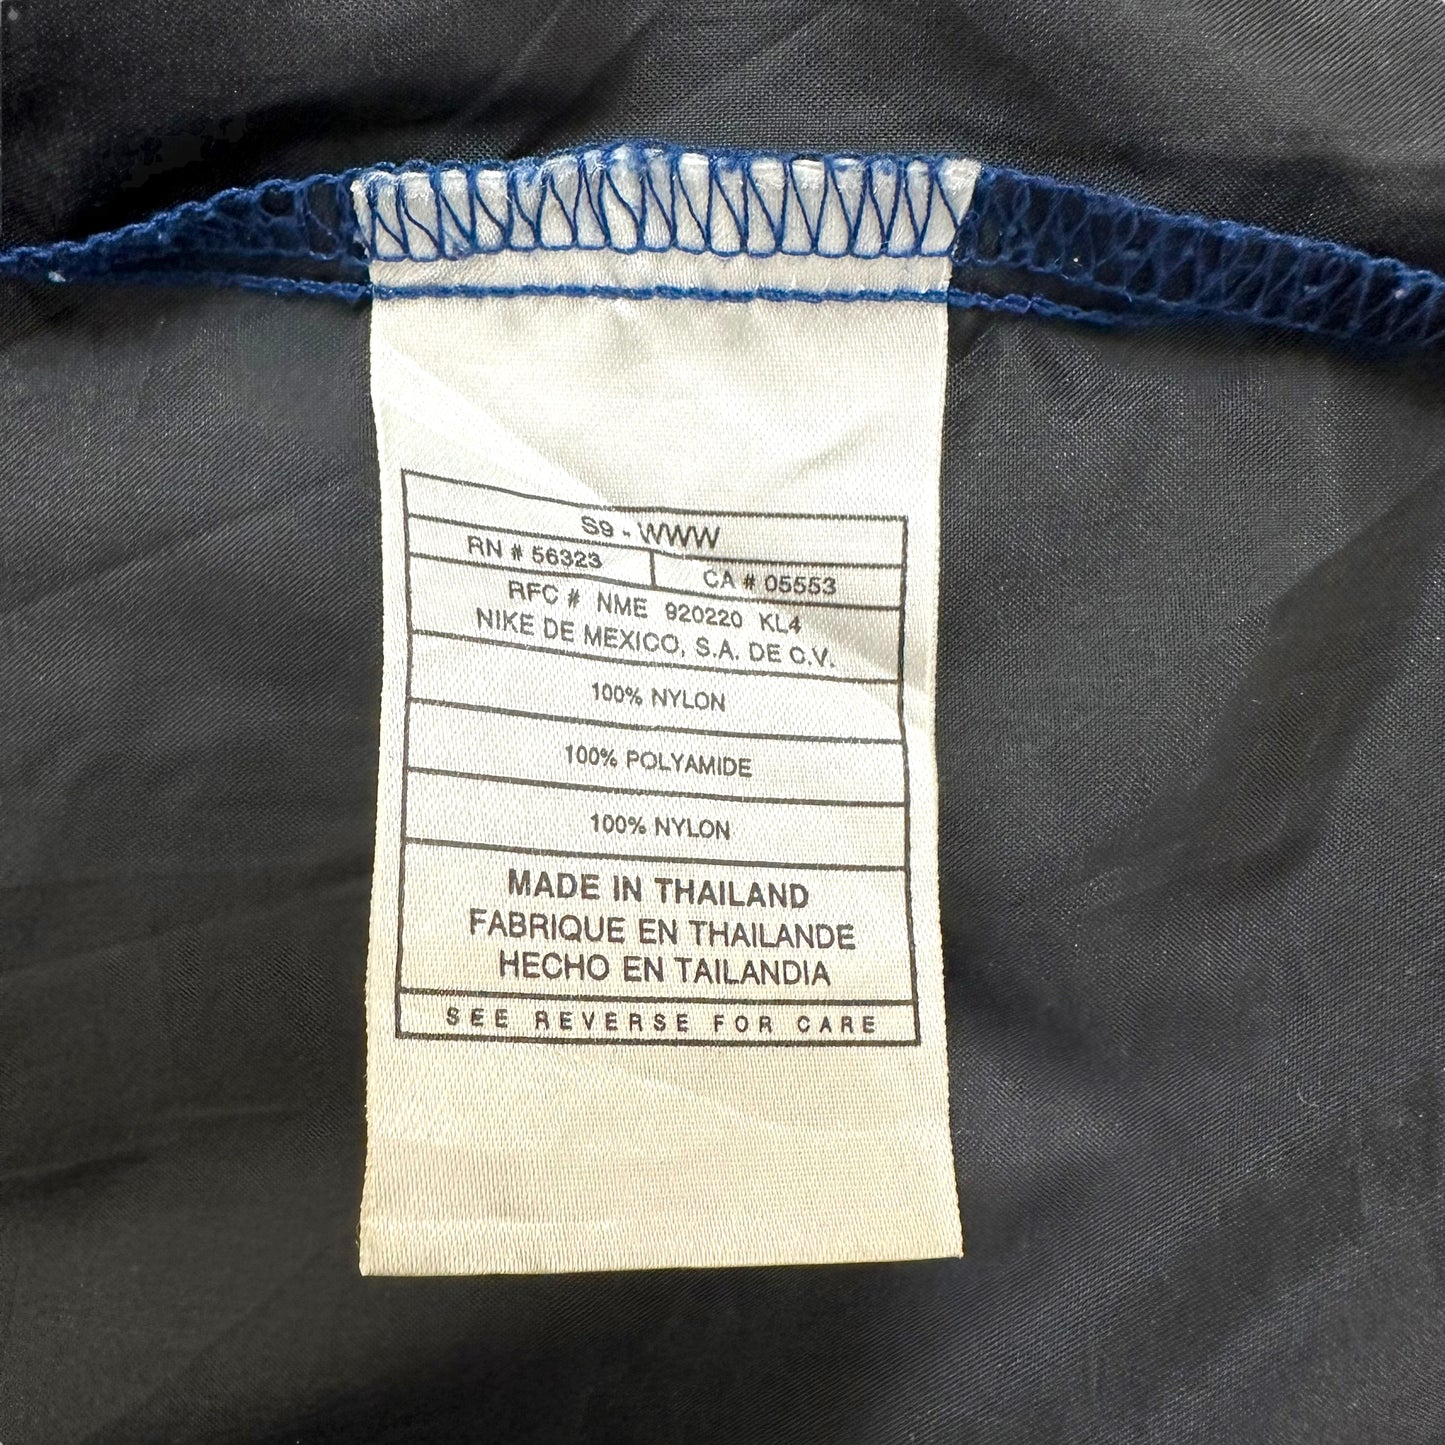 S9 - WWW
RN # 56323
CA # 05553
RFC # NME 920220 KL4
NIKE DE MEXICO, S.A. DE C.V.
100% NYLON
100% POLYAMIDE
100% NYLON
MADE IN THAILAND
FABRIQUE EN THAILANDE
HECHO EN TAILANDIA
SEE REVERSE FOR CARE